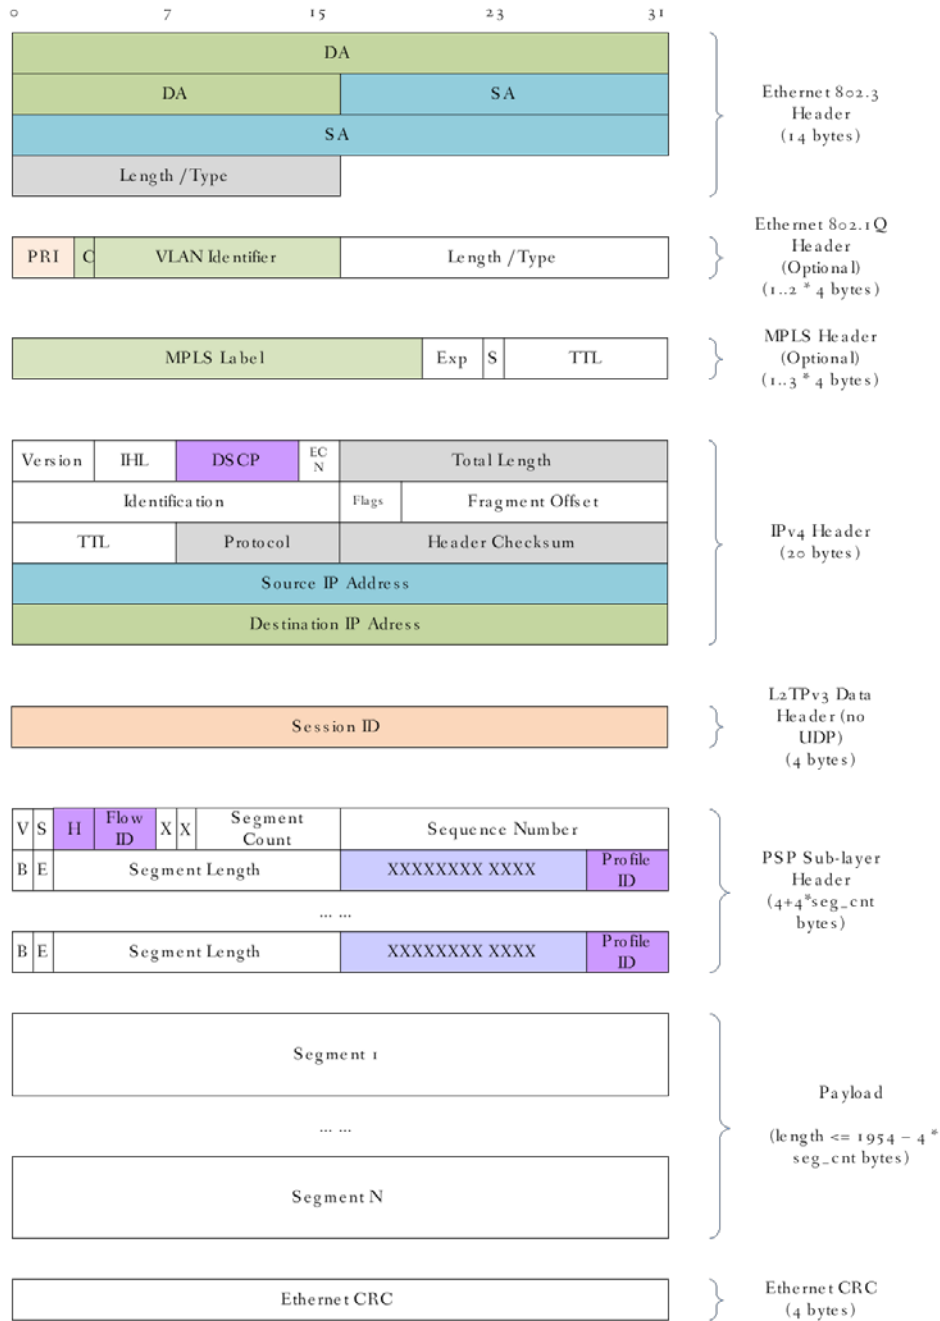 0 7 15 23 31
DA
DA SA
SA
Length / Type
Ethernet 802.3
Header
(14 bytes)
PRI C VLAN Identifier Length / Type
Ethernet 802.1Q
Header
(Optional)
(1..2 * 4 bytes)
MPLS Label Exp S TTL
MPLS Header
(Optional)
(1..3 * 4 bytes)
Version IHL DSCP EC
N Total Length
Identification Flags Fragment Offset
TTL Protocol Header Checksum
Source IP Address
Destination IP Adress
IPv4 Header
(20 bytes)
Session ID
L2TPv3 Data
Header (no
UDP)
(4 bytes)
V S H Flow
ID X X Segment
Count Sequence Number
B E Segment Length XXXXXXXX XXXX Profile
ID
... ...
B E Segment Length XXXXXXXX XXXX Profile
ID
PSP Sub-layer
Header
(4+4*seg_cnt
bytes)
Segment 1
... ...
Segment N
Payload
(length <= 1954 – 4 *
seg_cnt bytes)
Ethernet CRC
Ethernet CRC
(4 bytes)